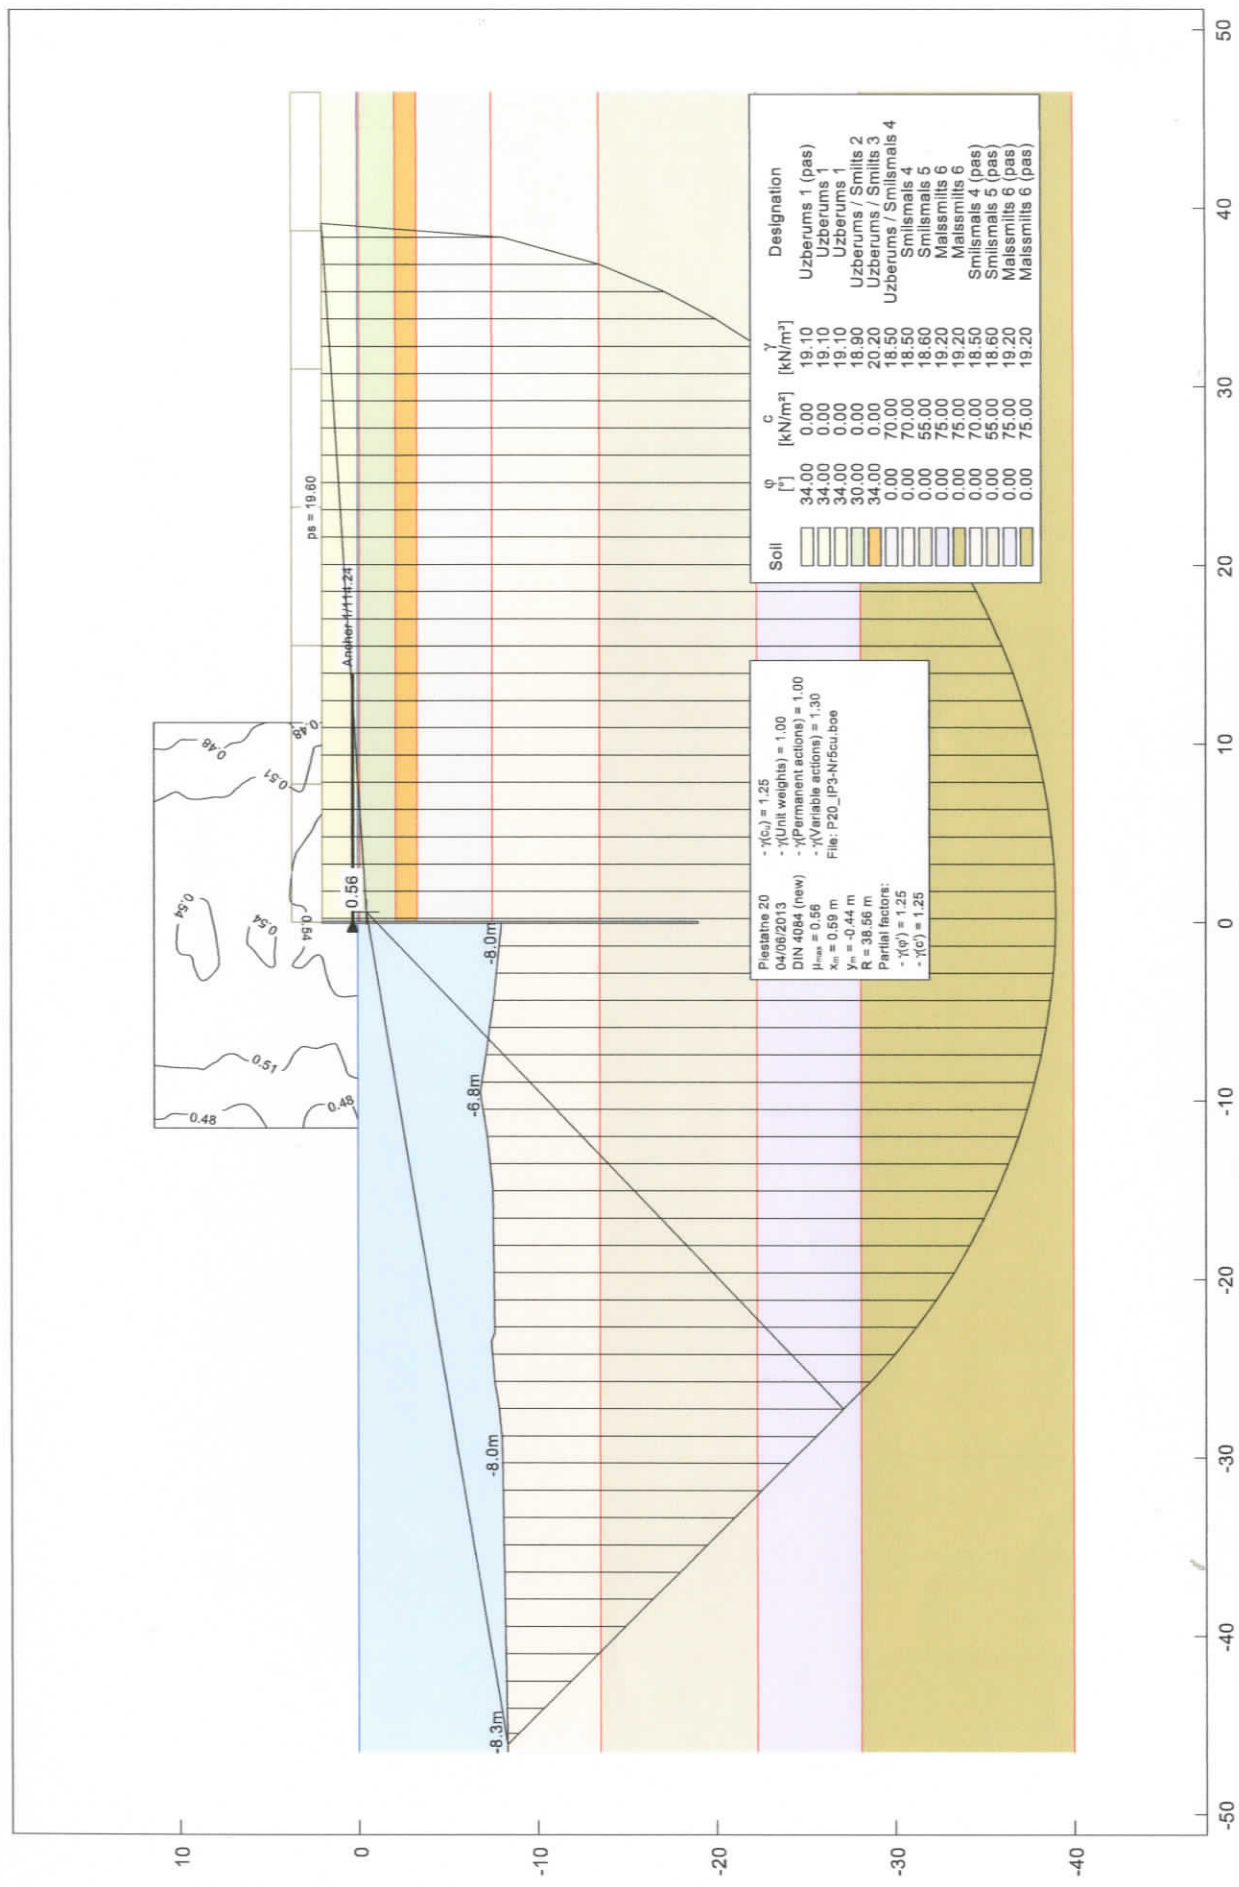 0.48
0.48
0.51
0.54
0.54
0.54
0.51
0.48
0.48
ps = 19.60
Anchor 1/114.24
0.56
-8.0m
-6.8m
-8.0m
-8.3m
Piestatne 20
04/06/2013
DIN 4084 (new)
μmax = 0.56
xm = 0.59 m
ym = -0.44 m
R = 38.56 m
Partial factors:
- γ(φ') = 1.25
- γ(c') = 1.25
- γ(cu) = 1.25
- γ(Unit weights) = 1.00
- γ(Permanent actions) = 1.00
- γ(Variable actions) = 1.30
File: P20_IP3-Nr5cu.boe
Soil φ [°] c [kN/m²] γ [kN/m³] Designation
34.00 0.00 19.10 Uzberums 1 (pas)
34.00 0.00 19.10 Uzberums 1
34.00 0.00 19.10 Uzberums 1
30.00 0.00 18.90 Uzberums / Smilts 2
34.00 0.00 20.20 Uzberums / Smilts 3
0.00 70.00 18.50 Uzberums / Smilsmals 4
0.00 70.00 18.50 Smilsmals 4
0.00 55.00 18.60 Smilsmals 5
0.00 75.00 19.20 Malssmilts 6
0.00 75.00 19.20 Malssmilts 6
0.00 70.00 18.50 Smilsmals 4 (pas)
0.00 55.00 18.60 Smilsmals 5 (pas)
0.00 75.00 19.20 Malssmilts 6 (pas)
0.00 75.00 19.20 Malssmilts 6 (pas)
10
0
-10
-20
-30
-40
-50 -40 -30 -20 -10 0 10 20 30 40 50